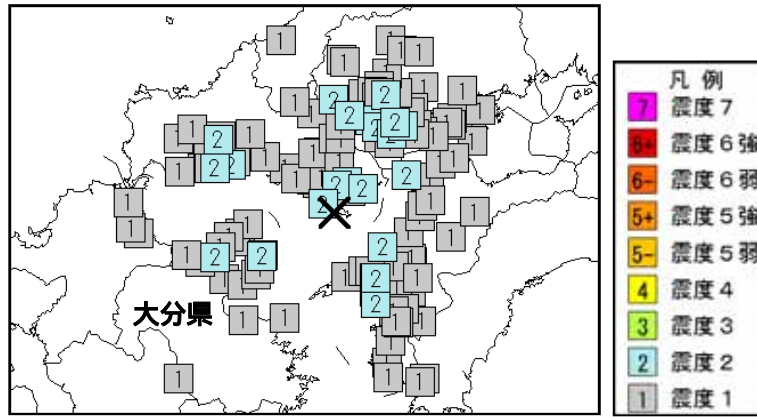 大分県
凡 例
7 震度 7
6+ 震度 6 強
6- 震度 6 弱
5+ 震度 5 強
5- 震度 5 弱
4 震度 4
3 震度 3
2 震度 2
1 震度 1